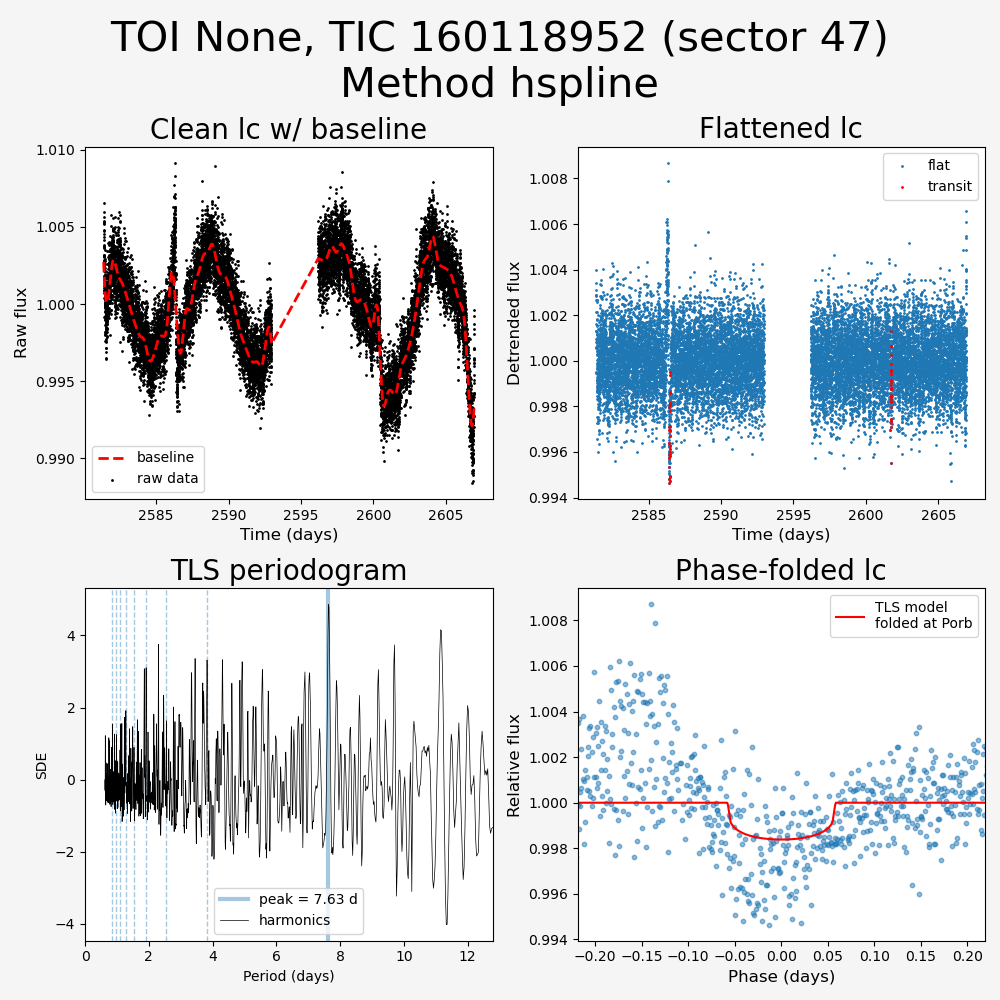 TOI None, TIC 160118952 (sector 47)
Method hspline
Clean lc w/ baseline
Raw flux
1.010
1.005
1.000
0.995
0.990
baseline
raw data
2585
2590
2595
2600
2605
Time (days)
Flattened lc
Detrended flux
1.008
1.006
1.004
1.002
1.000
0.998
0.996
0.994
flat
transit
2585
2590
2595
2600
2605
Time (days)
TLS periodogram
SDE
4
2
0
−2
−4
peak = 7.63 d
harmonics
0
2
4
6
8
10
12
Period (days)
Phase-folded lc
Relative flux
1.008
1.006
1.004
1.002
1.000
0.998
0.996
0.994
TLS model
folded at Porb
−0.20
−0.15
−0.10
−0.05
0.00
0.05
0.10
0.15
0.20
Phase (days)